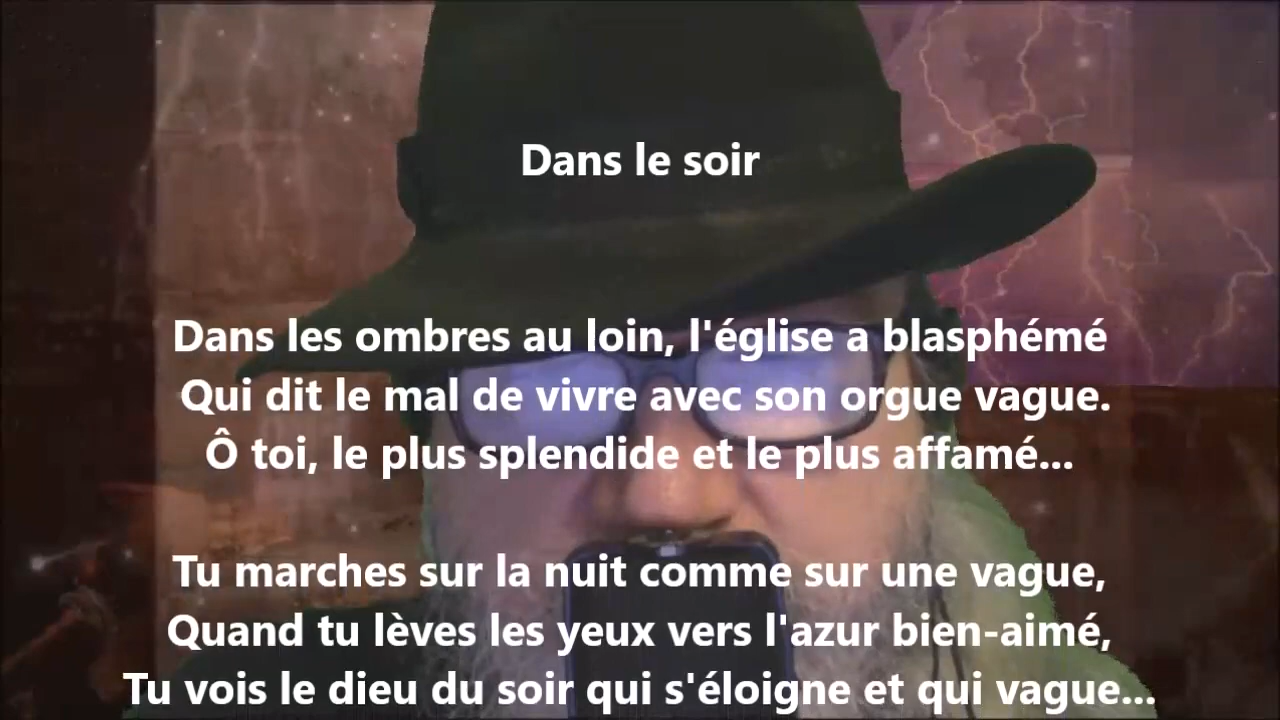 Dans le soir
Dans les ombres au loin, l'église a blasphémé
Qui dit le mal de vivre avec son orgue vague.
Ô toi, le plus splendide et le plus affamé...
Tu marches sur la nuit comme sur une vague,
Quand tu lèves les yeux vers l'azur bien-aimé,
Tu vois le dieu du soir qui s'éloigne et qui vague...